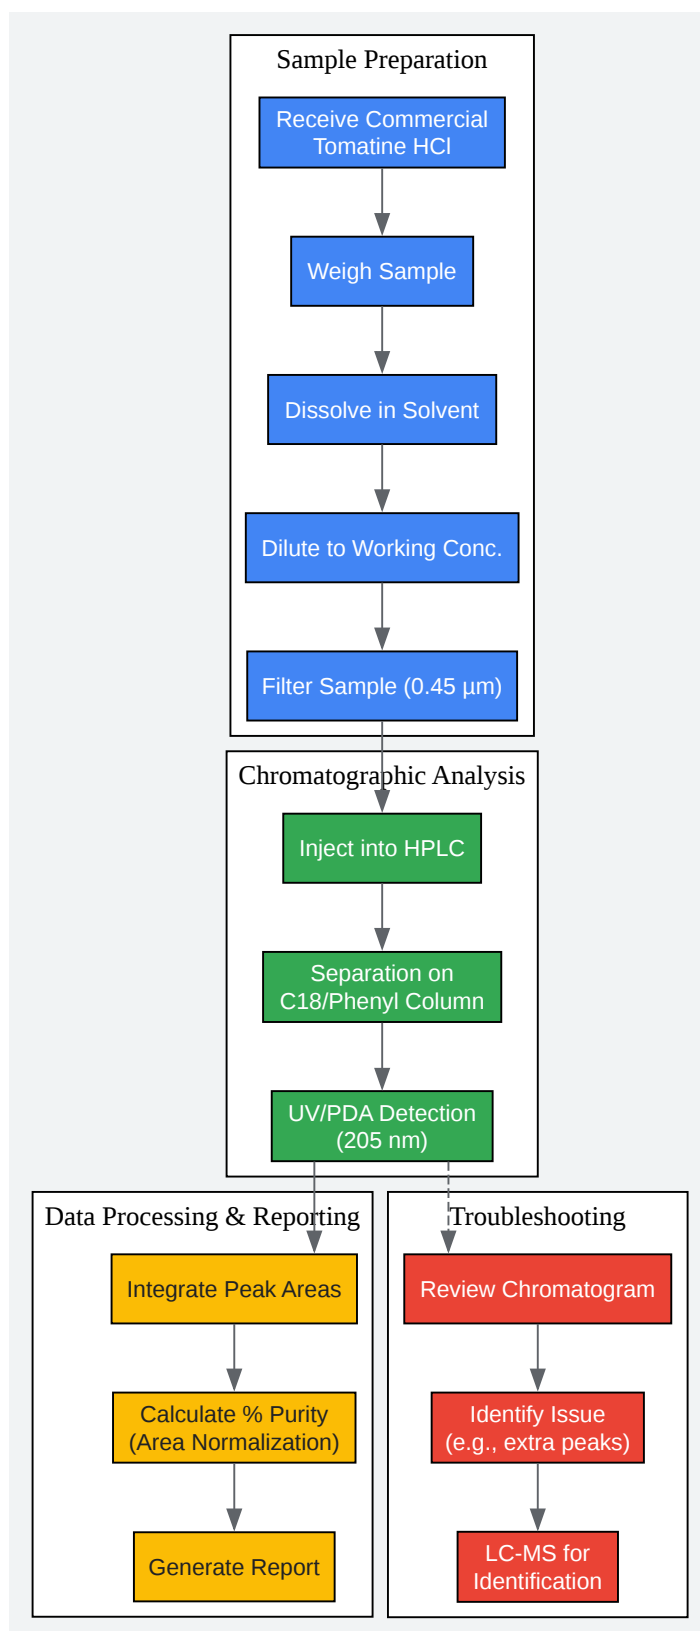 Sample Preparation
Receive Commercial
Tomatine HCl
Weigh Sample
Dissolve in Solvent
Dilute to Working Conc.
Filter Sample (0.45 µm)
Chromatographic Analysis
Inject into HPLC
Separation on
C18/Phenyl Column
UV/PDA Detection
(205 nm)
Data Processing & Reporting
Integrate Peak Areas
Calculate % Purity
(Area Normalization)
Generate Report
Troubleshooting
Review Chromatogram
Identify Issue
(e.g., extra peaks)
LC-MS for
Identification